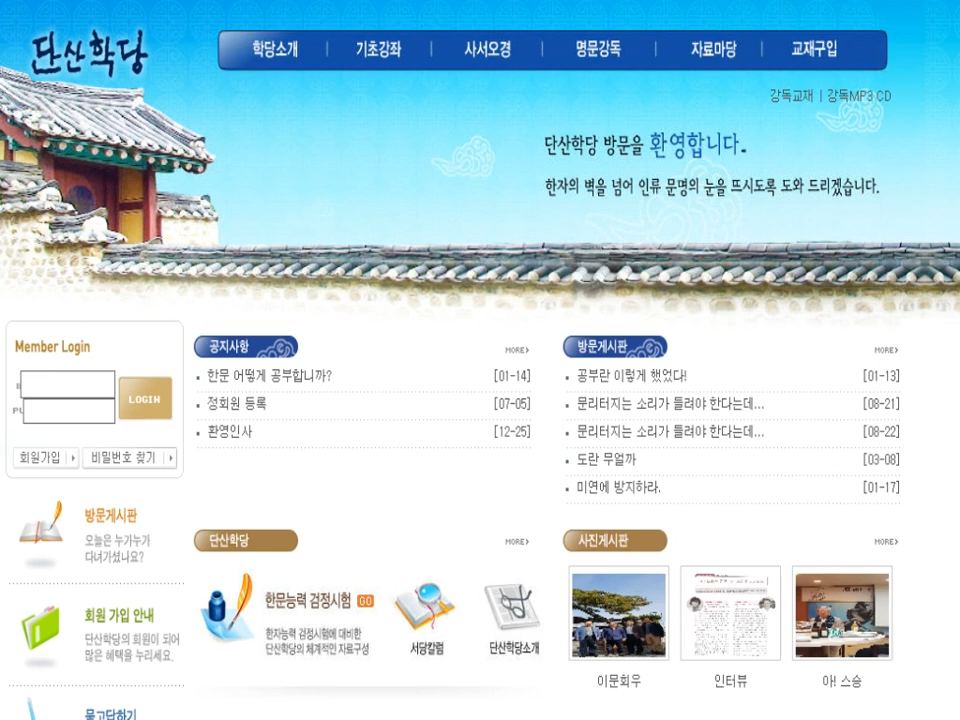 단산학당
학당소개 | 기초강좌 | 사서오경 | 명문강독 | 자료마당 | 교재구입
강독교재 | 강독MP3 CD
단산학당 방문을 환영합니다.
한자의 벽을 넘어 인류 문명의 눈을 뜨시도록 도와 드리겠습니다.
Member Login
LOGIN
회원가입 비밀번호 찾기
방문게시판
오늘은 누가누가
다녀가셨나요?
회원 가입 안내
단산학당의 회원이 되어
많은 혜택을 누리세요.
묻고답하기
공지사항 MORE
한문 어떻게 공부합니까? [01-14]
정회원 등록 [07-05]
환영인사 [12-25]
방문게시판 MORE
공부란 이렇게 했었다! [01-13]
문리터지는 소리가 들려야 한다는데... [08-21]
문리터지는 소리가 들려야 한다는데... [08-22]
도란 무얼까 [03-08]
미연에 방지하라. [01-17]
단산학당 MORE
한문능력 검정시험 GO
한자능력 검정시험에 대비한
단산학당의 체계적인 자료구성
서당칼럼
단산학당소개
사진게시판 MORE
이문회우
인터뷰
아! 스승